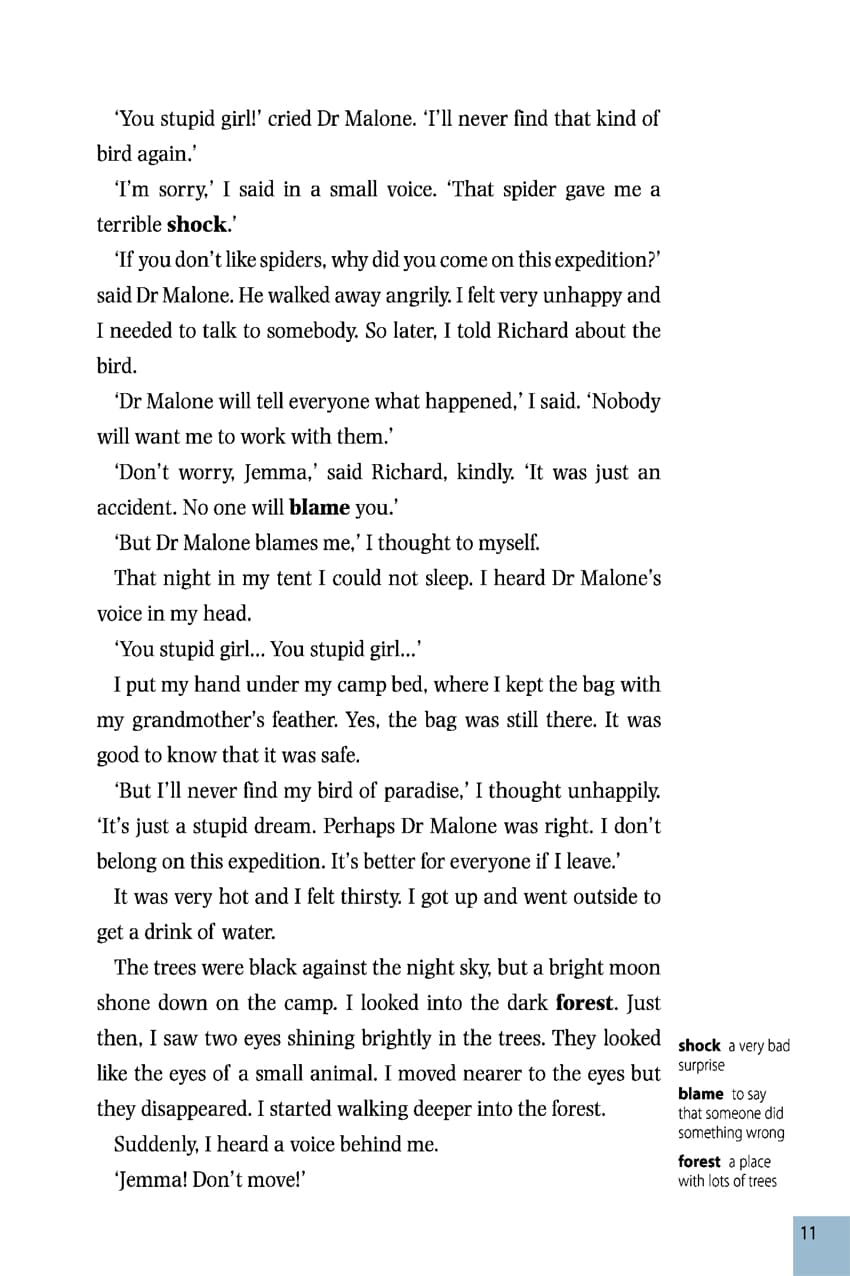 ‘You stupid girl!’ cried Dr Malone. ‘I’ll never find that kind of
bird again.’
‘I’m sorry,’ I said in a small voice. ‘That spider gave me a
terrible shock.’
‘If you don’t like spiders, why did you come on this expedition?’
said Dr Malone. He walked away angrily. I felt very unhappy and
I needed to talk to somebody. So later, I told Richard about the
bird.
‘Dr Malone will tell everyone what happened,’ I said. ‘Nobody
will want me to work with them.’
‘Don’t worry, Jemma,’ said Richard, kindly. ‘It was just an
accident. No one will blame you.’
‘But Dr Malone blames me,’ I thought to myself.
That night in my tent I could not sleep. I heard Dr Malone’s
voice in my head.
‘You stupid girl... You stupid girl...’
I put my hand under my camp bed, where I kept the bag with
my grandmother’s feather. Yes, the bag was still there. It was
good to know that it was safe.
‘But I’ll never find my bird of paradise,’ I thought unhappily.
‘It’s just a stupid dream. Perhaps Dr Malone was right. I don’t
belong on this expedition. It’s better for everyone if I leave.’
It was very hot and I felt thirsty. I got up and went outside to
get a drink of water.
The trees were black against the night sky, but a bright moon
shone down on the camp. I looked into the dark forest. Just
then, I saw two eyes shining brightly in the trees. They looked
like the eyes of a small animal. I moved nearer to the eyes but
they disappeared. I started walking deeper into the forest.
Suddenly, I heard a voice behind me.
‘Jemma! Don’t move!’
shock a very bad
surprise
blame to say
that someone did
something wrong
forest a place
with lots of trees
11